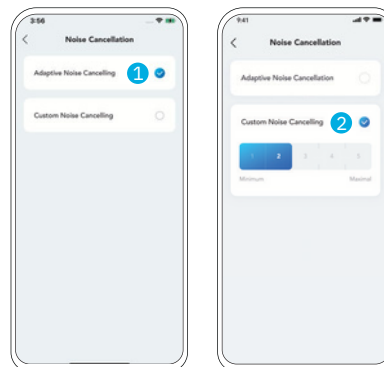 3:56
Noise Cancellation
Adaptive Noise Cancelling
1
Custom Noise Cancelling
9:41
Noise Cancellation
Adaptive Noise Cancellation
Custom Noise Cancelling
2
1 2 3 4 5
Minimum Maximal